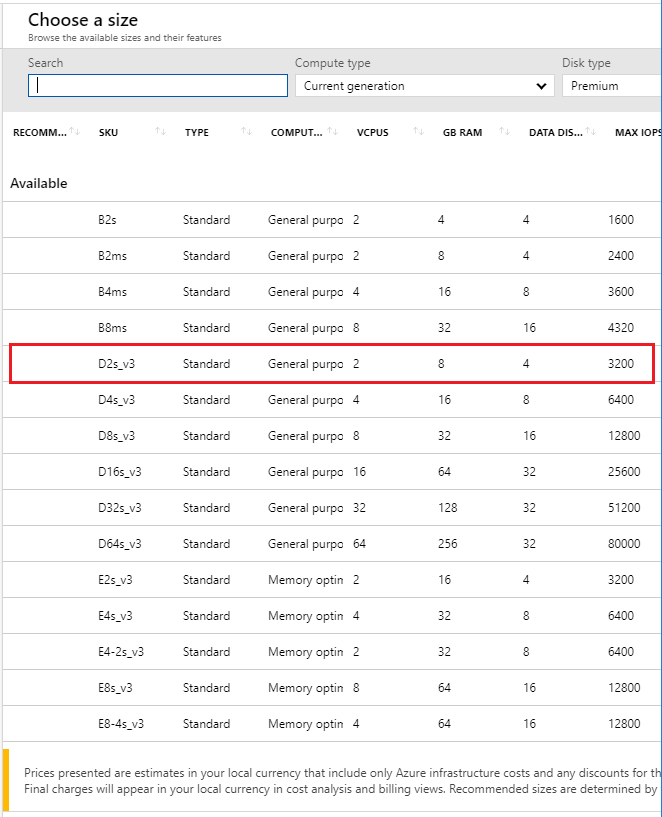 Choose a size
Browse the available sizes and their features
Search Compute type Disk type
Current generation Premium
RECOMM... SKU TYPE COMPUT... VCPUS GB RAM DATA DIS... MAX IOPS
Available
B2s Standard General purpo 2 4 4 1600
B2ms Standard General purpo 2 8 4 2400
B4ms Standard General purpo 4 16 8 3600
B8ms Standard General purpo 8 32 16 4320
D2s_v3 Standard General purpo 2 8 4 3200
D4s_v3 Standard General purpo 4 16 8 6400
D8s_v3 Standard General purpo 8 32 16 12800
D16s_v3 Standard General purpo 16 64 32 25600
D32s_v3 Standard General purpo 32 128 32 51200
D64s_v3 Standard General purpo 64 256 32 80000
E2s_v3 Standard Memory optin 2 16 4 3200
E4s_v3 Standard Memory optin 4 32 8 6400
E4-2s_v3 Standard Memory optin 2 32 8 6400
E8s_v3 Standard Memory optin 8 64 16 12800
E8-4s_v3 Standard Memory optin 4 64 16 12800
Prices presented are estimates in your local currency that include only Azure infrastructure costs and any discounts for th
Final charges will appear in your local currency in cost analysis and billing views. Recommended sizes are determined by